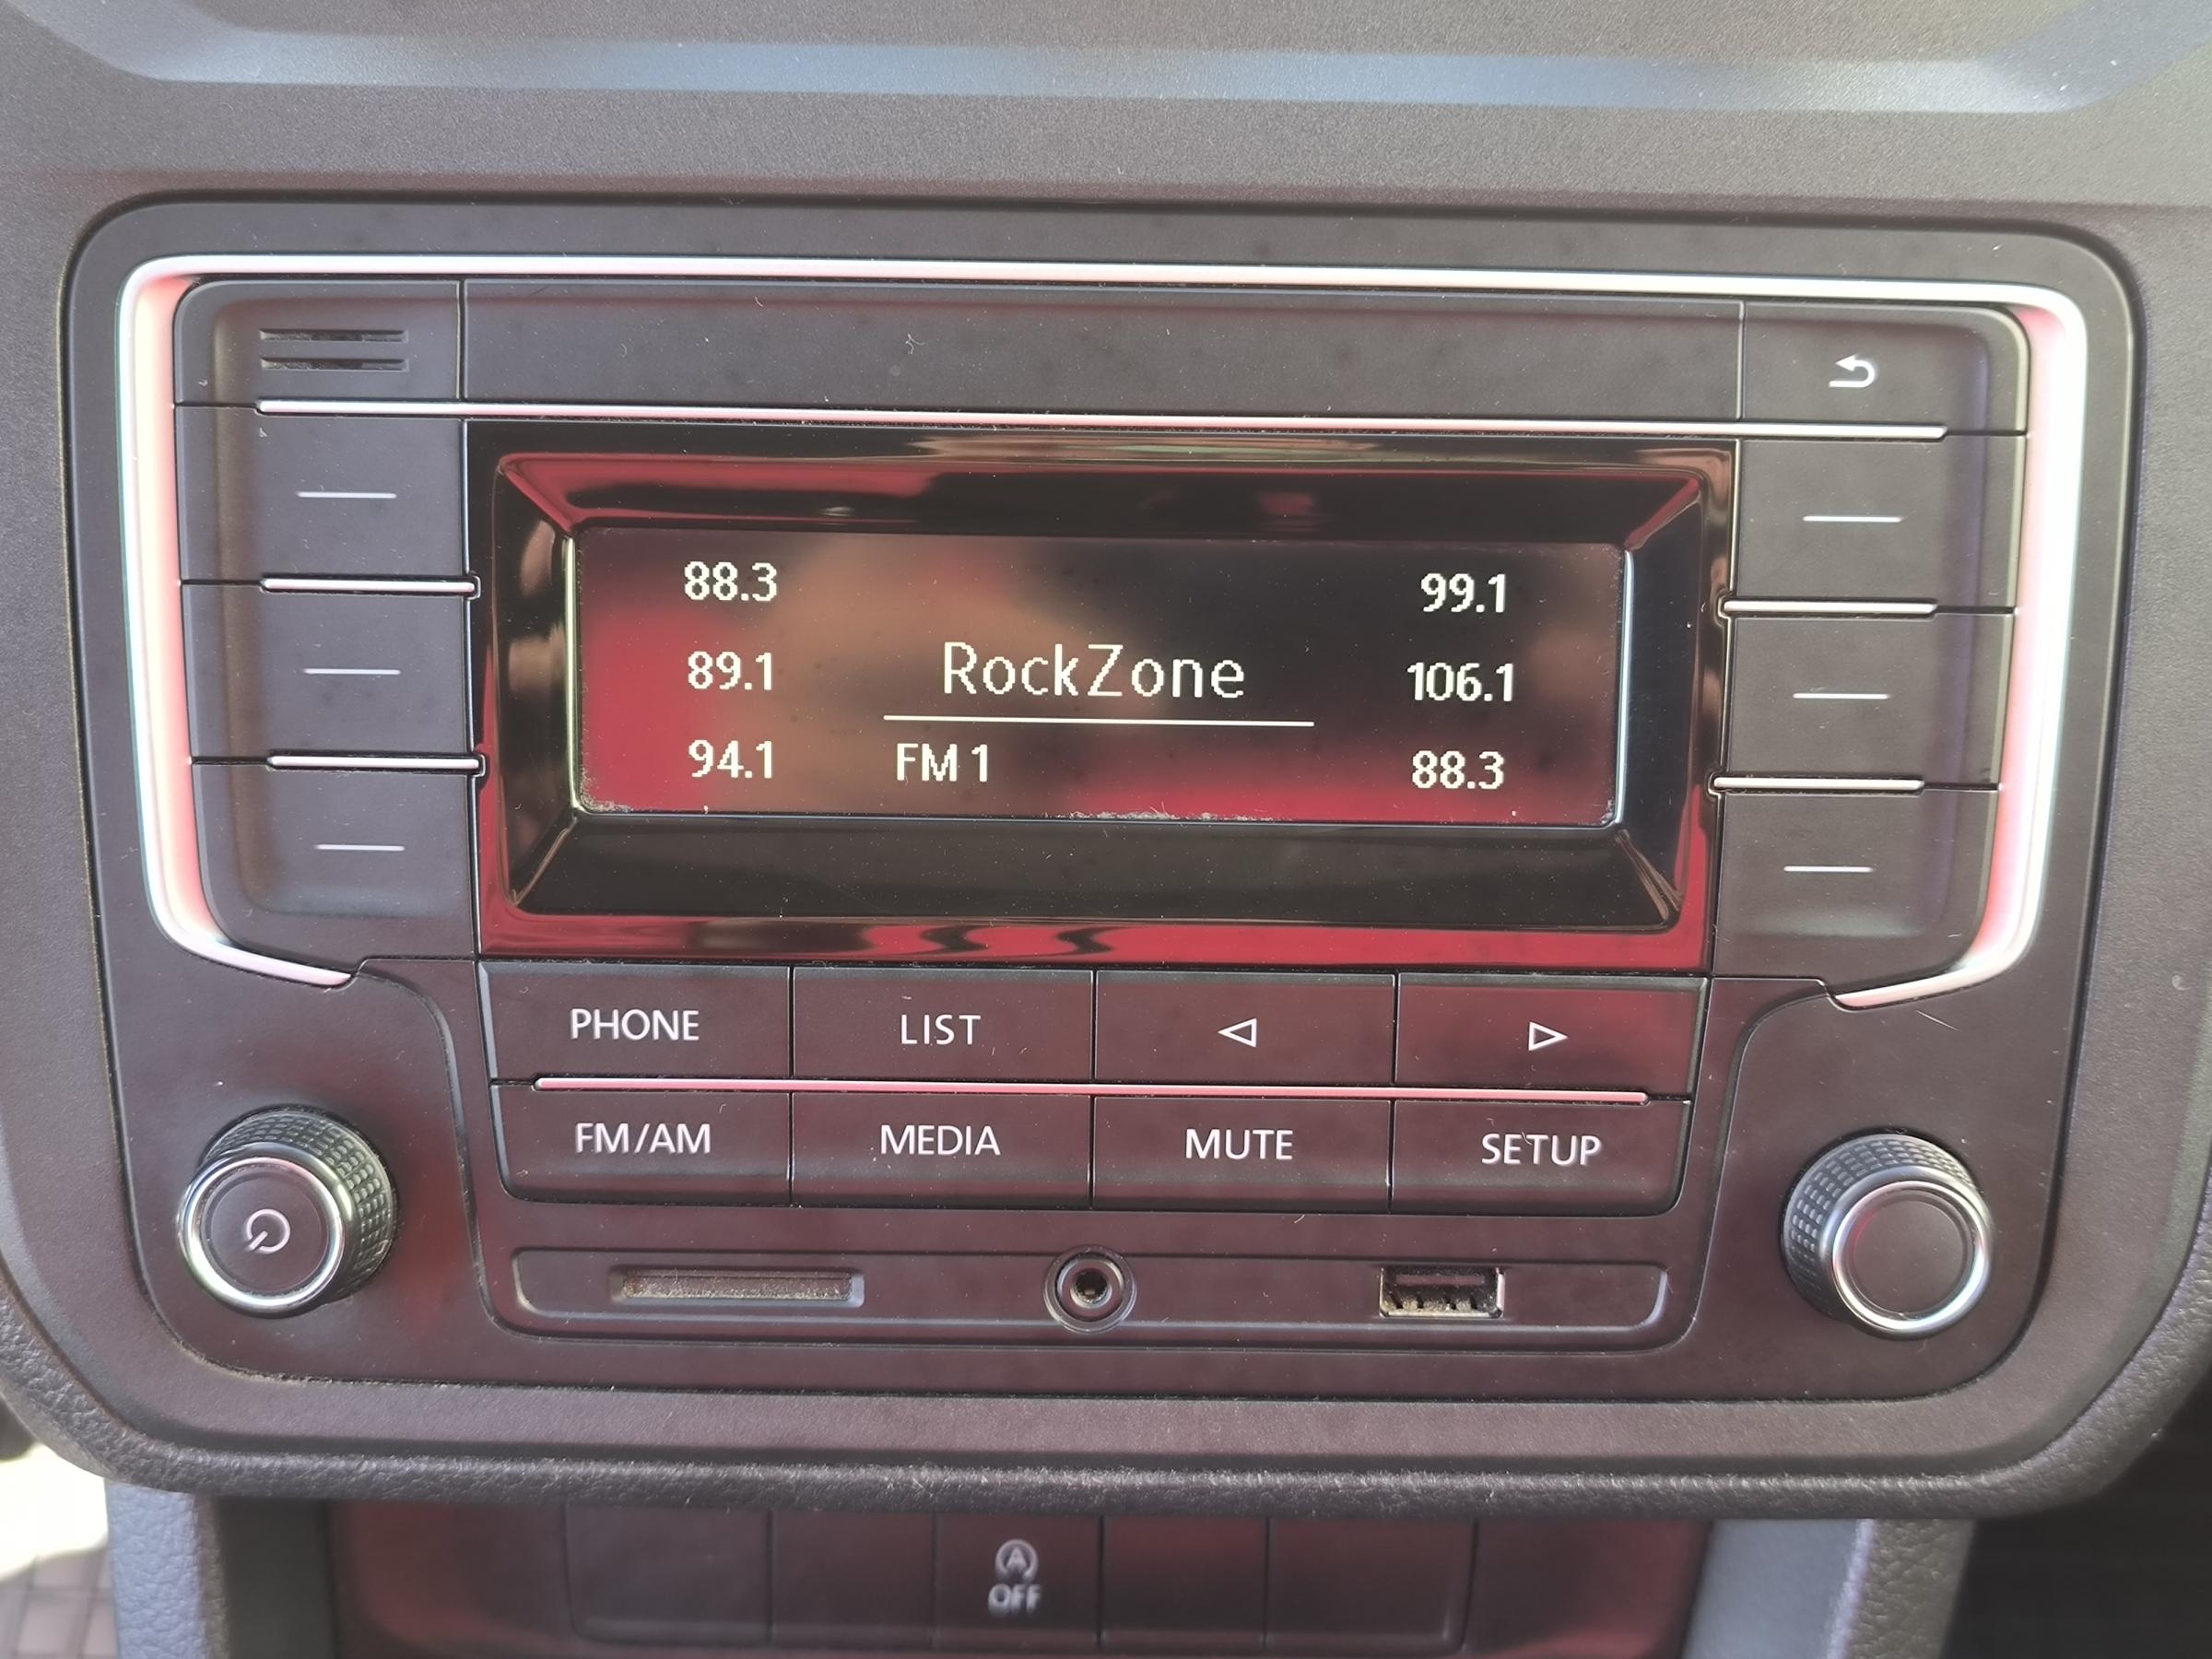 88.3 99.1
89.1 RockZone 106.1
94.1 FM 1 88.3
PHONE LIST
FM/AM MEDIA MUTE SETUP
A
OFF